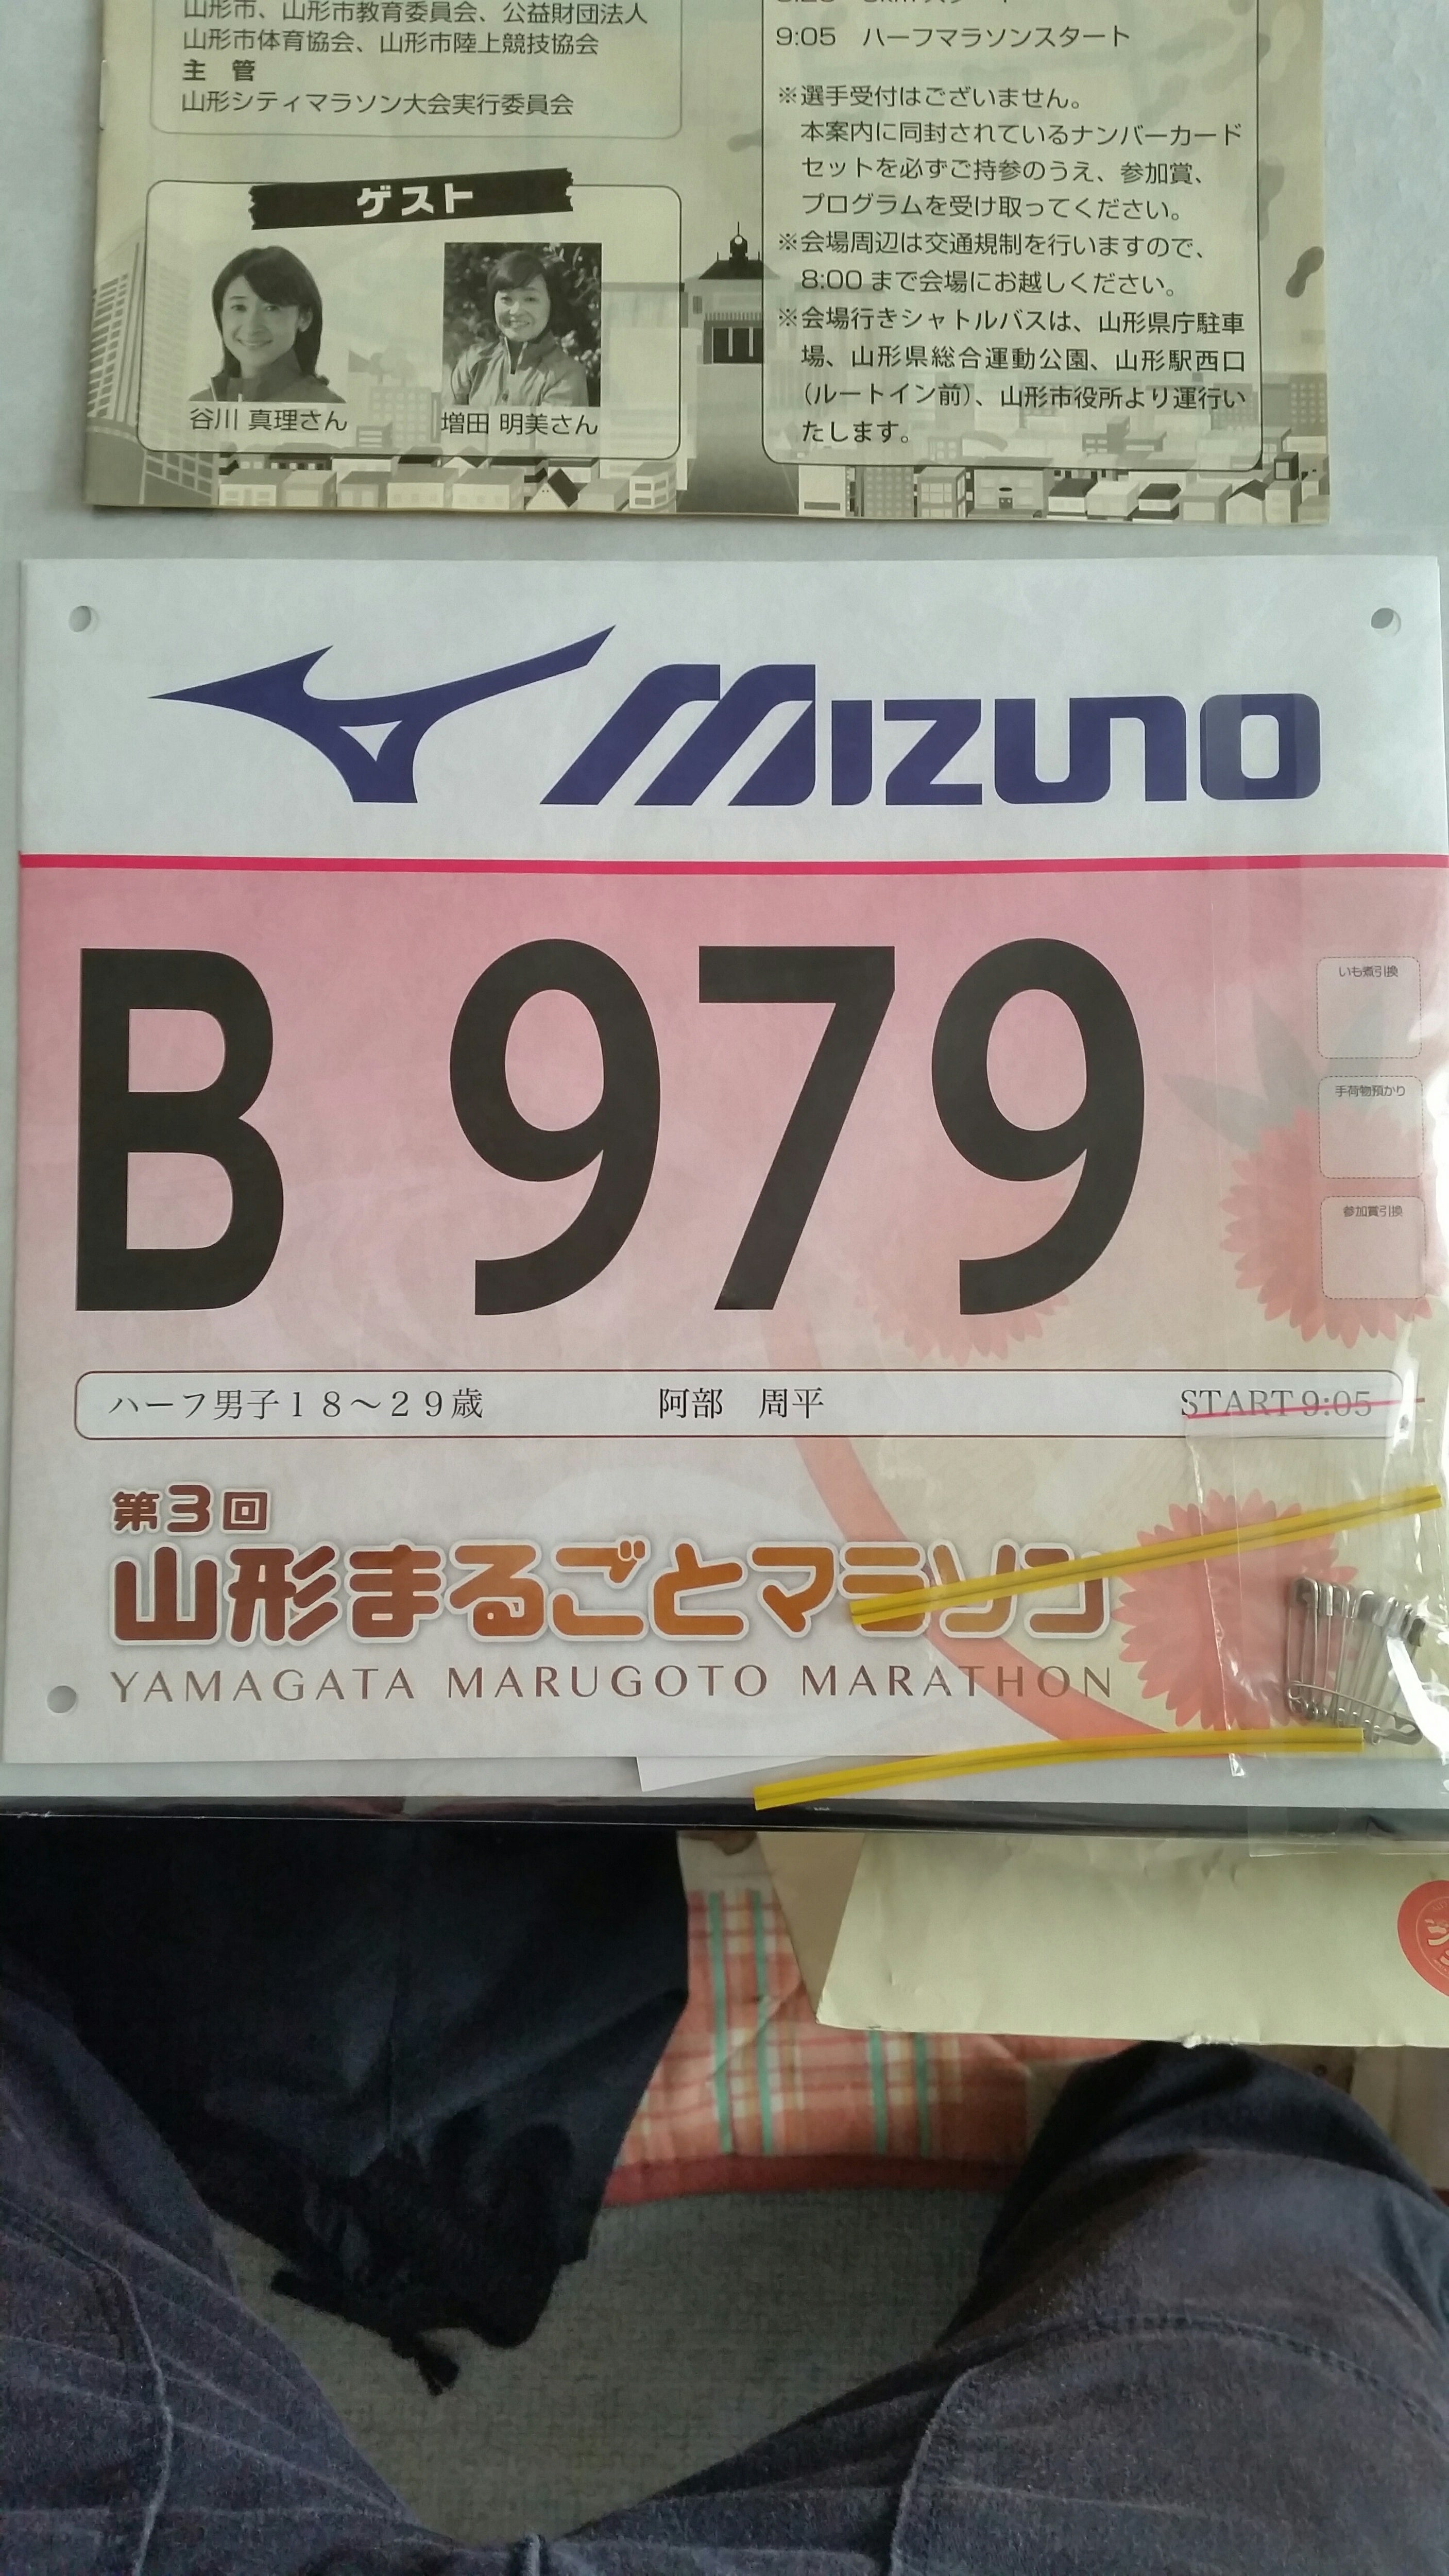 山形市、山形市教育委員会、公益財団法人
山形市体育協会、山形市陸上競技協会
主 管
山形シティマラソン大会実行委員会
ゲスト
谷川 真理さん
増田 明美さん
9:05 ハーフマラソンスタート
※選手受付はございません。
本案内に同封されているナンバーカード
セットを必ずご持参のうえ、参加賞、
プログラムを受け取ってください。
※会場周辺は交通規制を行いますので、
8:00 まで会場にお越しください。
※会場行きシャトルバスは、山形県庁駐車
場、山形県総合運動公園、山形駅西口
（ルートイン前）、山形市役所より運行い
たします。
MIZUNO
B 979
いも煮引換
手荷物預かり
参加賞引換
ハーフ男子１８～２９歳 阿部 周平 START 9:05
第3回
山形まるごとマラソン
YAMAGATA MARUGOTO MARATHON